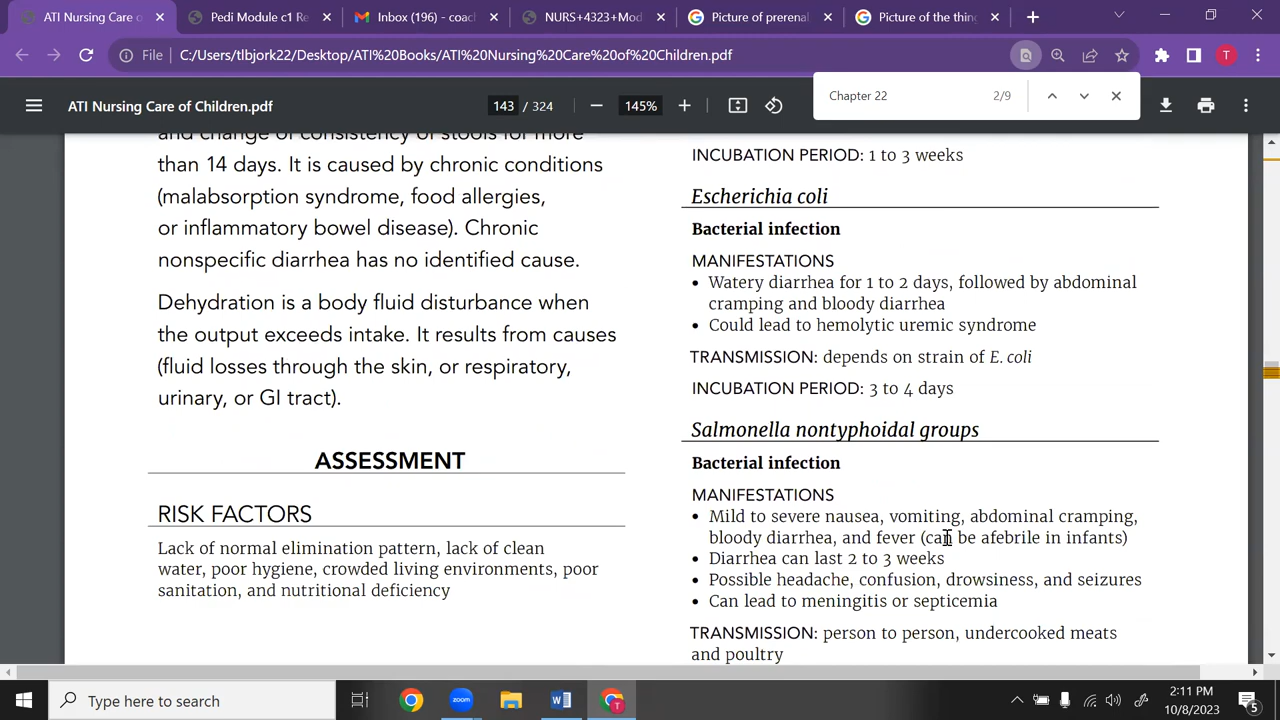 ATI Nursing Care of
Pedi Module c1 Re
Inbox (196) - coac
NURS+4323+Mod
Picture of prerenal
Picture of the thin
File
C:/Users/tlbjork22/Desktop/ATI%20Books/ATI%20Nursing%20Care%20of%20Children.pdf
T
ATI Nursing Care of Children.pdf
143 / 324
145%
Chapter 22
2/9
and change of consistency of stools for more
than 14 days. It is caused by chronic conditions
(malabsorption syndrome, food allergies,
or inflammatory bowel disease). Chronic
nonspecific diarrhea has no identified cause.
Dehydration is a body fluid disturbance when
the output exceeds intake. It results from causes
(fluid losses through the skin, or respiratory,
urinary, or GI tract).
ASSESSMENT
RISK FACTORS
Lack of normal elimination pattern, lack of clean
water, poor hygiene, crowded living environments, poor
sanitation, and nutritional deficiency
INCUBATION PERIOD: 1 to 3 weeks
Escherichia coli
Bacterial infection
MANIFESTATIONS
• Watery diarrhea for 1 to 2 days, followed by abdominal
cramping and bloody diarrhea
• Could lead to hemolytic uremic syndrome
TRANSMISSION: depends on strain of E. coli
INCUBATION PERIOD: 3 to 4 days
Salmonella nontyphoidal groups
Bacterial infection
MANIFESTATIONS
• Mild to severe nausea, vomiting, abdominal cramping,
bloody diarrhea, and fever (can be afebrile in infants)
• Diarrhea can last 2 to 3 weeks
• Possible headache, confusion, drowsiness, and seizures
• Can lead to meningitis or septicemia
TRANSMISSION: person to person, undercooked meats
and poultry
Type here to search
zoom
W
T
2:11 PM
10/8/2023
5